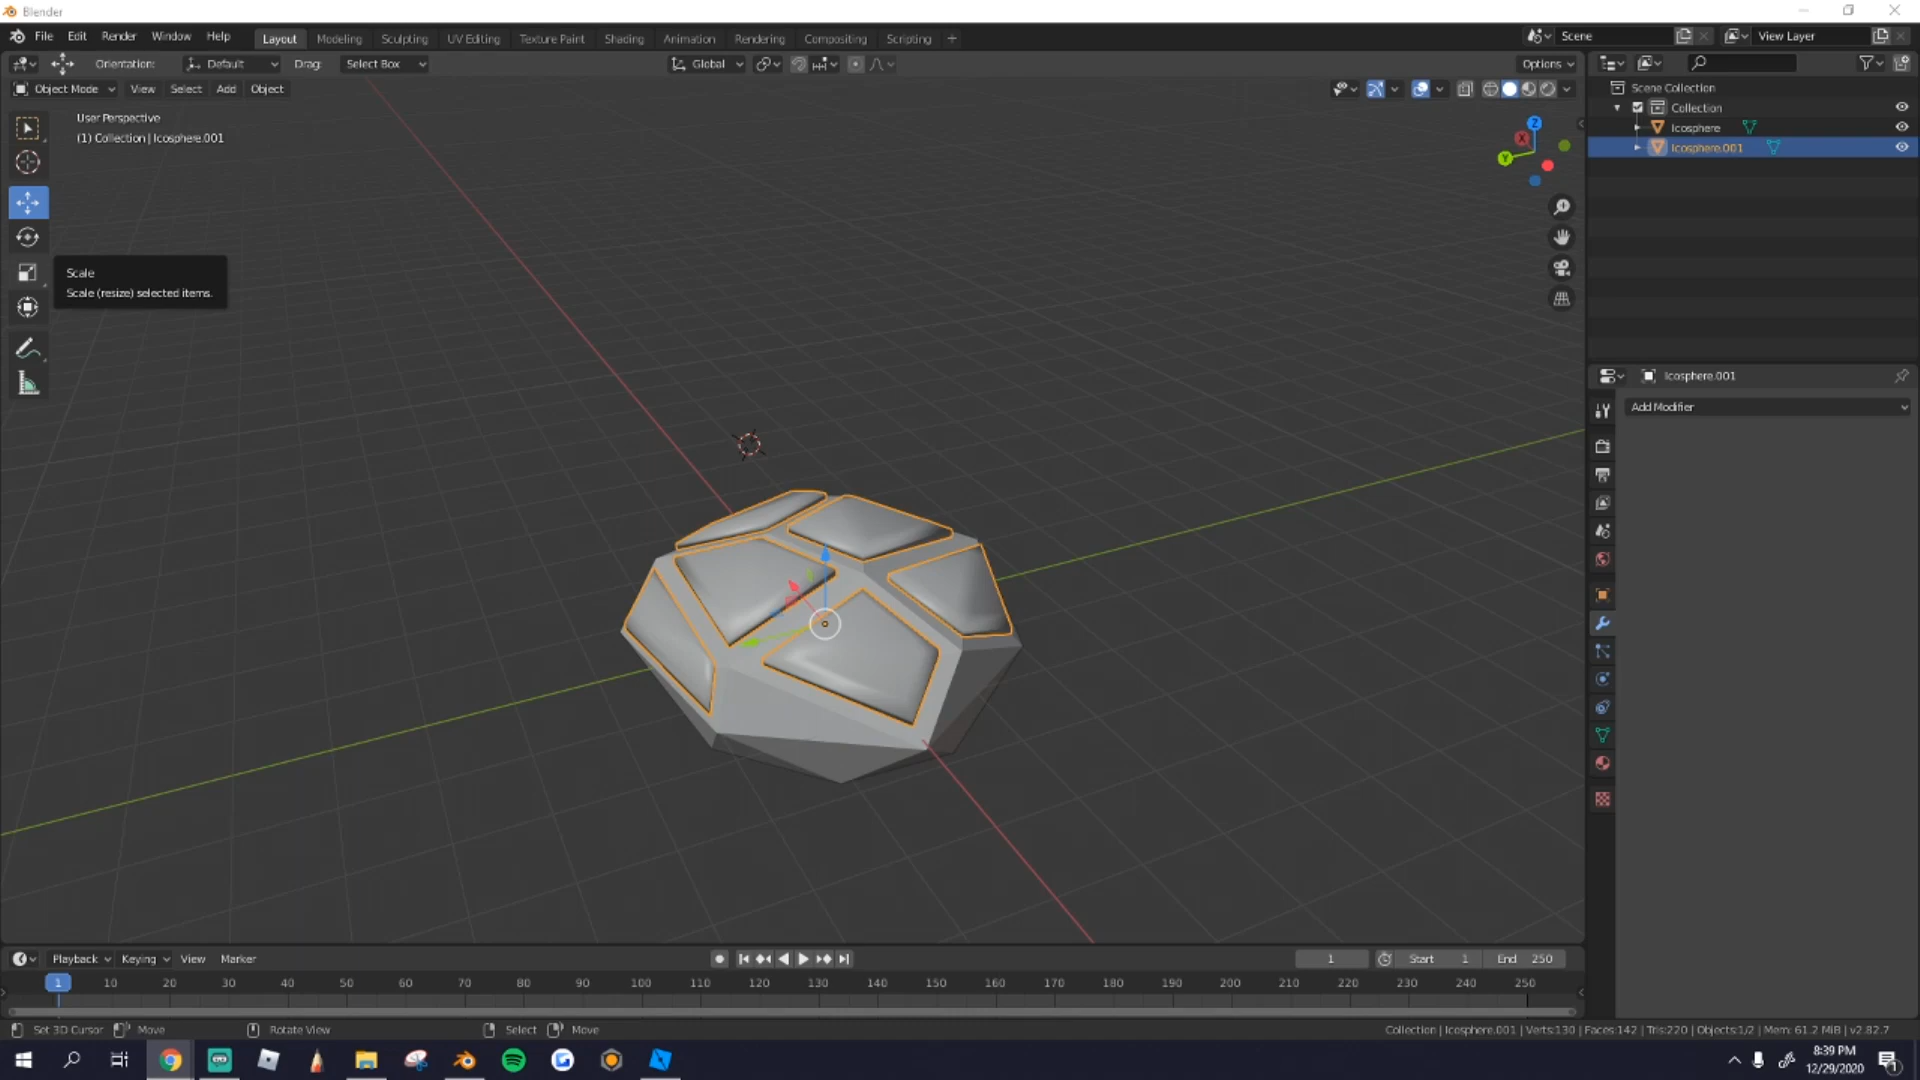 Blender
File Edit Render Window Help Layout Modeling Sculpting UV Editing Texture Paint Shading Animation Rendering Compositing Scripting + Scene View Layer
Orientation: Default Drag: Select Box Global Options
Object Mode View Select Add Object
Scene Collection
Collection
Icosphere
Icosphere.001
User Perspective
(1) Collection | Icosphere.001
Z
X
Y
Scale
Scale (resize) selected items.
Icosphere.001
Add Modifier
Playback Keying View Marker 1 Start 1 End 250
1 10 20 30 40 50 60 70 80 90 100 110 120 130 140 150 160 170 180 190 200 210 220 230 240 250
Set 3D Cursor Move Rotate View Select Move Collection | Icosphere.001 | Verts:130 | Faces:142 | Tris:220 | Objects:1/2 | Mem: 61.2 MiB | v2.82.7
8:39 PM
12/29/2020
1